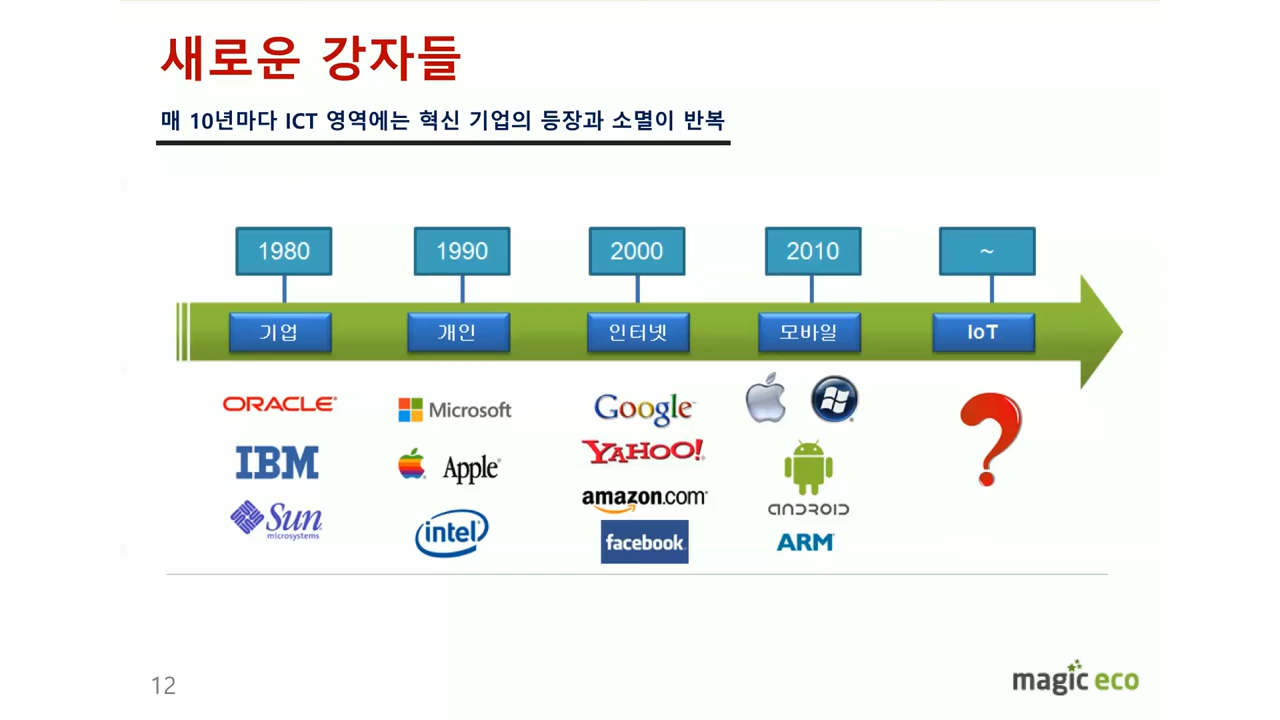 새로운 강자들
매 10년마다 ICT 영역에는 혁신 기업의 등장과 소멸이 반복
1980
1990
2000
2010
~
기업
개인
인터넷
모바일
IoT
ORACLE
IBM
Sun
microsystems
Microsoft
Apple
intel
Google
YAHOO!
amazon.com
facebook
ANDROID
ARM
?
12
magic eco